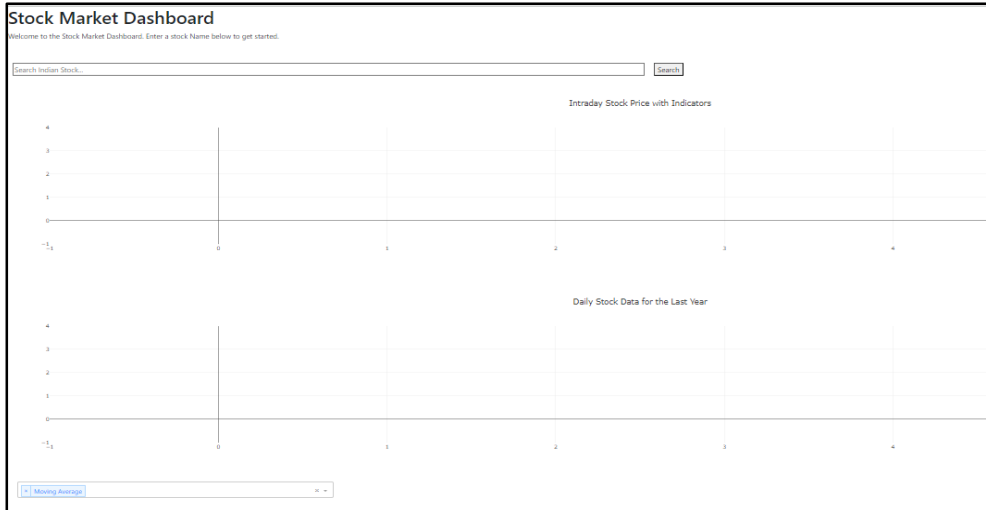 Stock Market Dashboard
Welcome to the Stock Market Dashboard. Enter a stock Name below to get started.
Search Indian Stock..
Search
Intraday Stock Price with Indicators
4
3
2
1
0
−1
−1 0 1 2 3 4
Daily Stock Data for the Last Year
4
3
2
1
0
−1
−1 0 1 2 3 4
× Moving Average